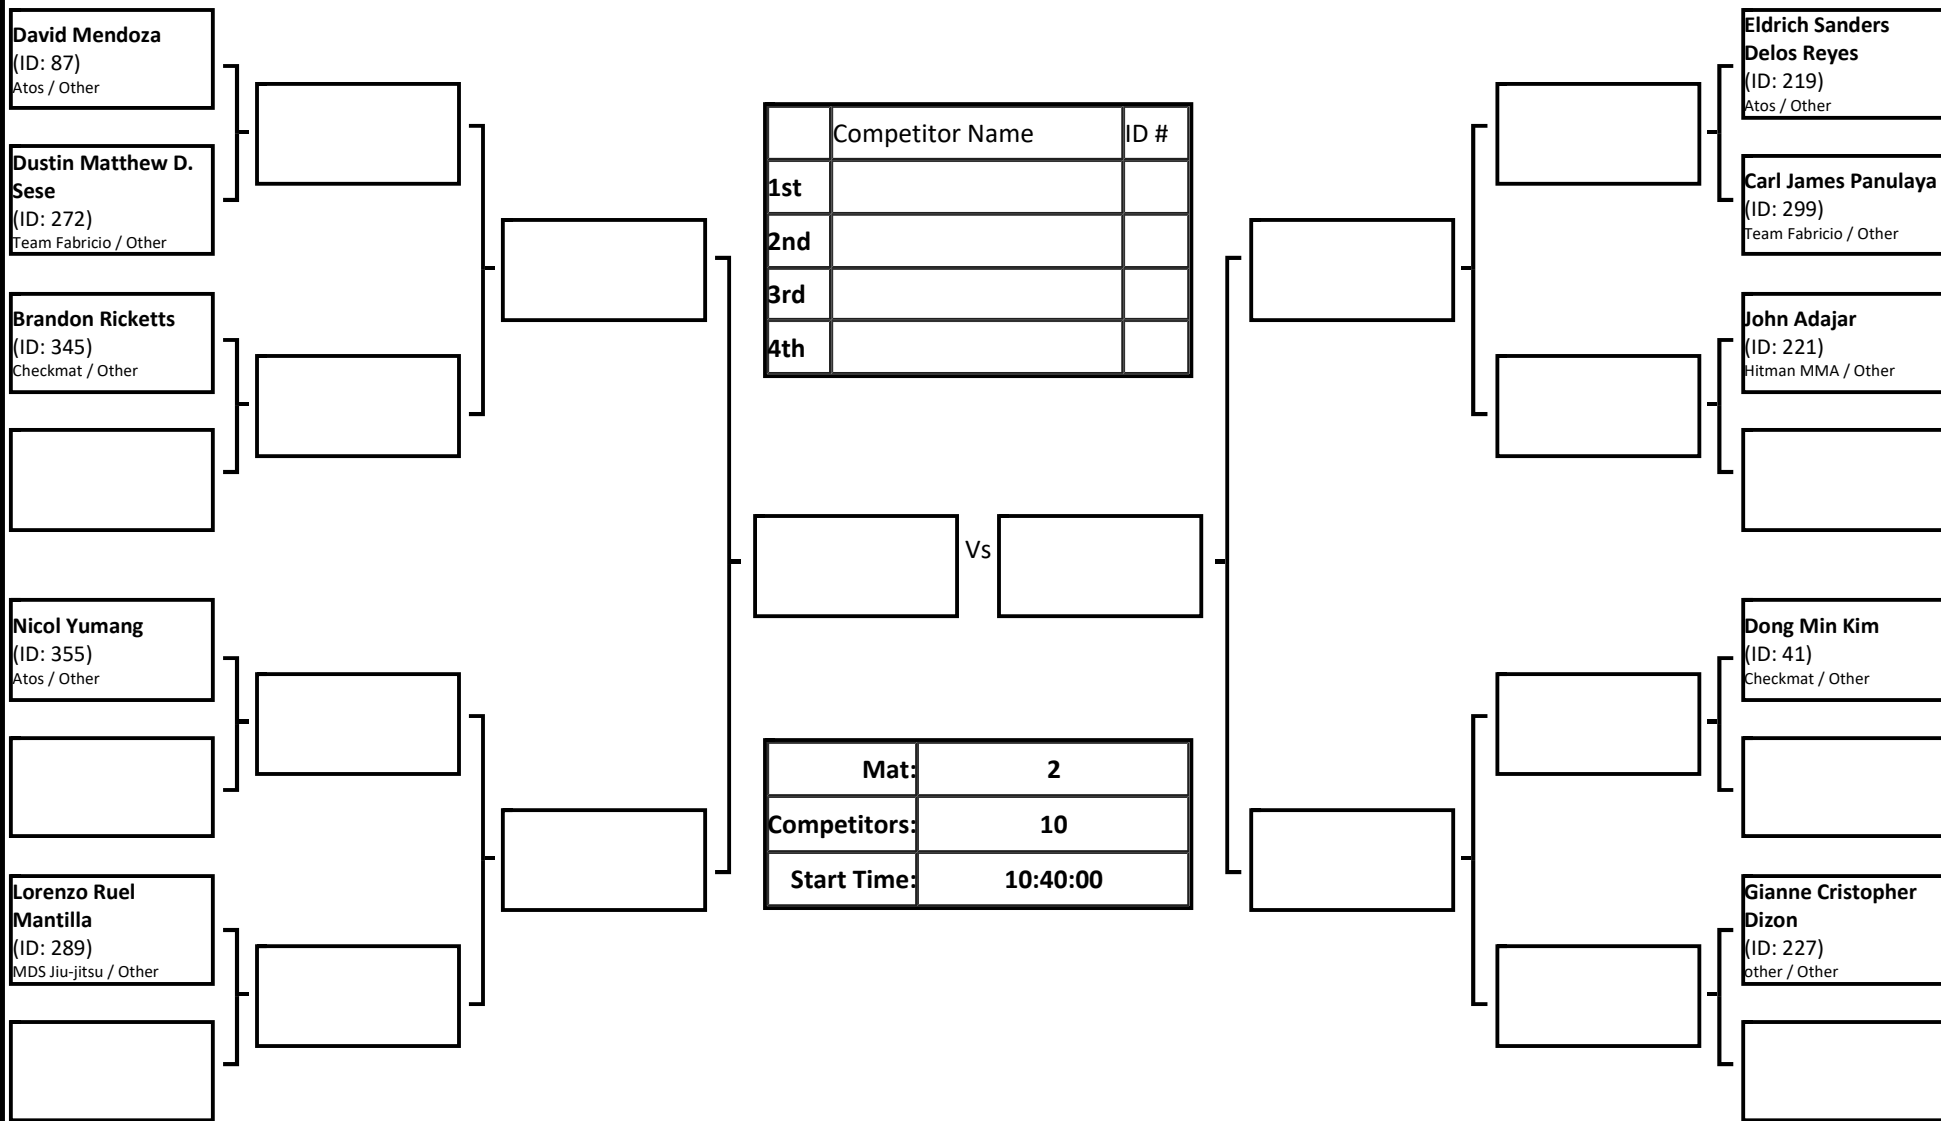 David Mendoza
(ID: 87)
Atos / Other
Dustin Matthew D.
Sese
(ID: 272)
Team Fabricio / Other
Brandon Ricketts
(ID: 345)
Checkmat / Other
Nicol Yumang
(ID: 355)
Atos / Other
Lorenzo Ruel
Mantilla
(ID: 289)
MDS Jiu-jitsu / Other
Competitor Name ID #
1st
2nd
3rd
4th
Vs
Mat: 2
Competitors: 10
Start Time: 10:40:00
Eldrich Sanders
Delos Reyes
(ID: 219)
Atos / Other
Carl James Panulaya
(ID: 299)
Team Fabricio / Other
John Adajar
(ID: 221)
Hitman MMA / Other
Dong Min Kim
(ID: 41)
Checkmat / Other
Gianne Cristopher
Dizon
(ID: 227)
other / Other